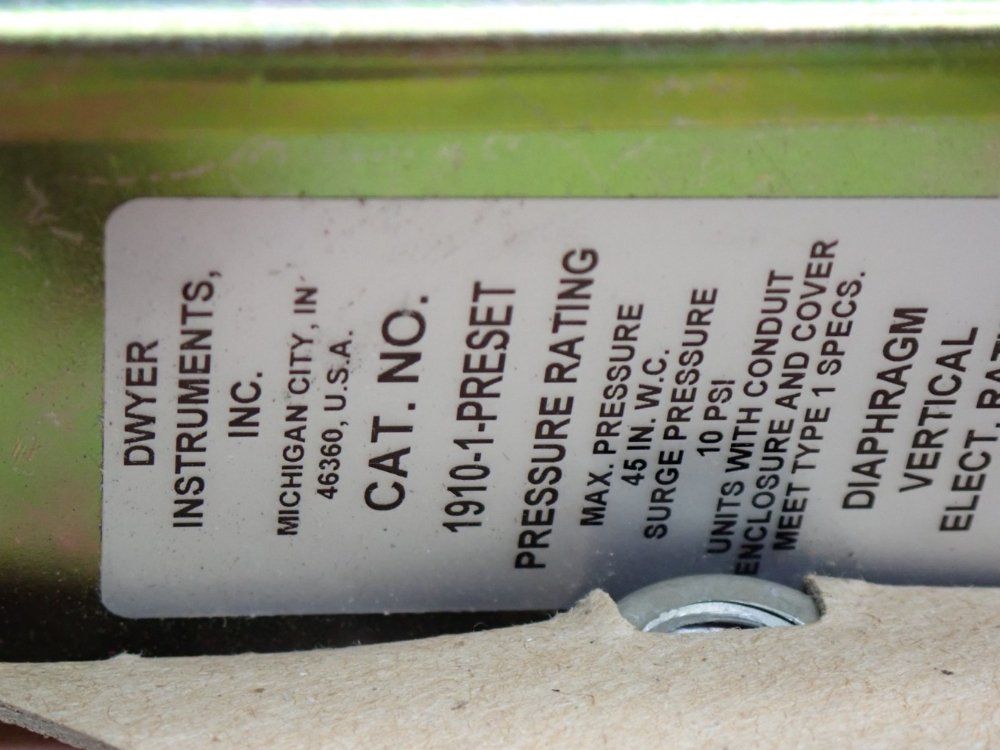 DWYER
INSTRUMENTS,
INC.
MICHIGAN CITY, IN
46360, U.S.A.
CAT. NO.
1910-1-PRESET
PRESSURE RATING
MAX. PRESSURE
45 IN. W.C.
SURGE PRESSURE
10 PSI
UNITS WITH CONDUIT
ENCLOSURE AND COVER
MEET TYPE 1 SPECS.
DIAPHRAGM
VERTICAL
ELECT.